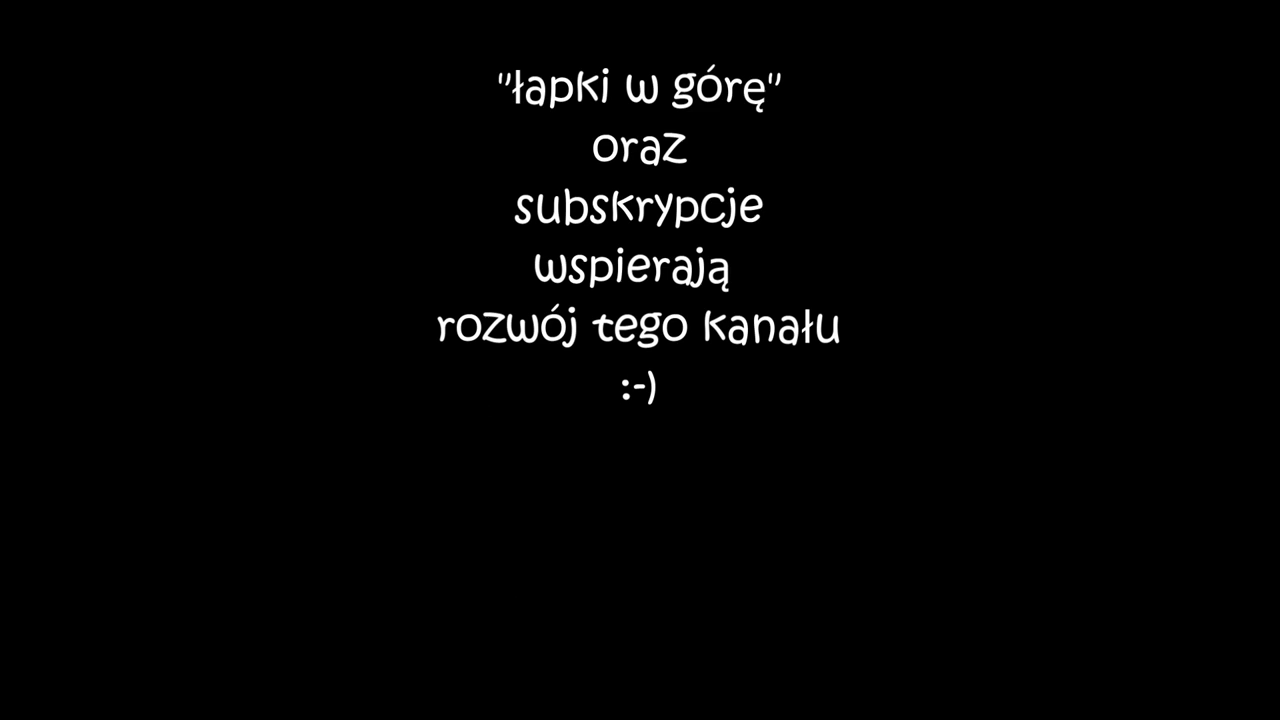 "łapki w górę"
oraz
subskrypcje
wspierają
rozwój tego kanału
:-)